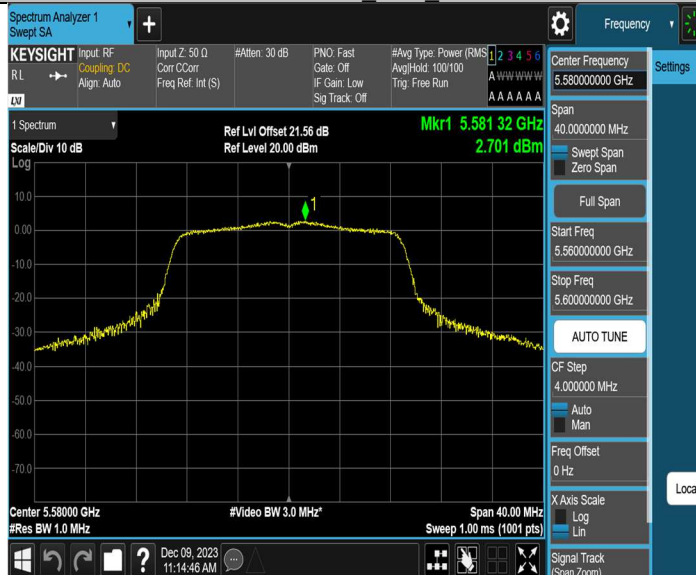 Spectrum Analyzer 1
Swept SA
Frequency
KEYSIGHT
RL
LXI
Input: RF
Coupling: DC
Align: Auto
Input Z: 50 Ω
Corr CCorr
Freq Ref: Int (S)
#Atten: 30 dB
PNO: Fast
Gate: Off
IF Gain: Low
Sig Track: Off
#Avg Type: Power (RMS
Avg|Hold: 100/100
Trig: Free Run
1 2 3 4 5 6
A W W W W W
A A A A A A
1 Spectrum
Scale/Div 10 dB
Log
Ref Lvl Offset 21.56 dB
Ref Level 20.00 dBm
Mkr1 5.581 32 GHz
2.701 dBm
1
10.0
0.00
-10.0
-20.0
-30.0
-40.0
-50.0
-60.0
-70.0
Center 5.58000 GHz
#Res BW 1.0 MHz
#Video BW 3.0 MHz*
Span 40.00 MHz
Sweep 1.00 ms (1001 pts)
?
Dec 09, 2023
11:14:46 AM
Center Frequency
5.580000000 GHz
Span
40.0000000 MHz
Swept Span
Zero Span
Full Span
Start Freq
5.560000000 GHz
Stop Freq
5.600000000 GHz
AUTO TUNE
CF Step
4.000000 MHz
Auto
Man
Freq Offset
0 Hz
X Axis Scale
Log
Lin
Signal Track
(Span Zoom)
Settings
Loca